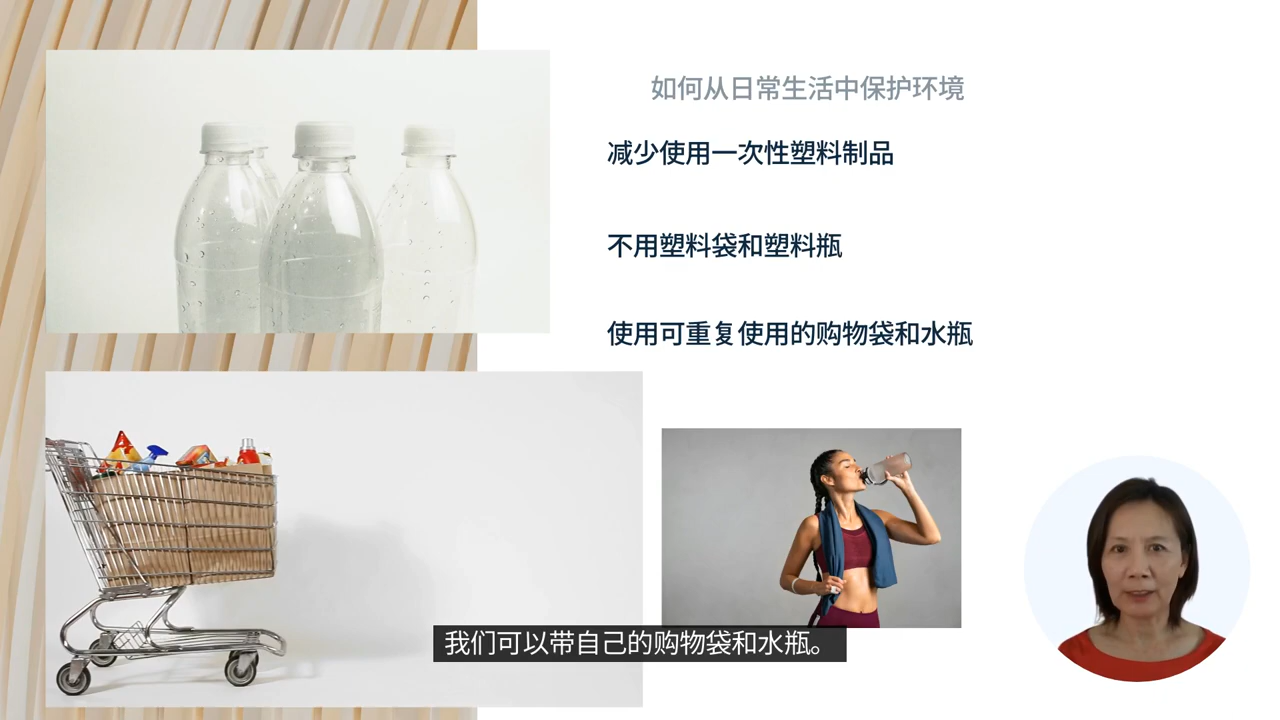 如何从日常生活中保护环境
减少使用一次性塑料制品
不用塑料袋和塑料瓶
使用可重复使用的购物袋和水瓶
我们可以带自己的购物袋和水瓶。